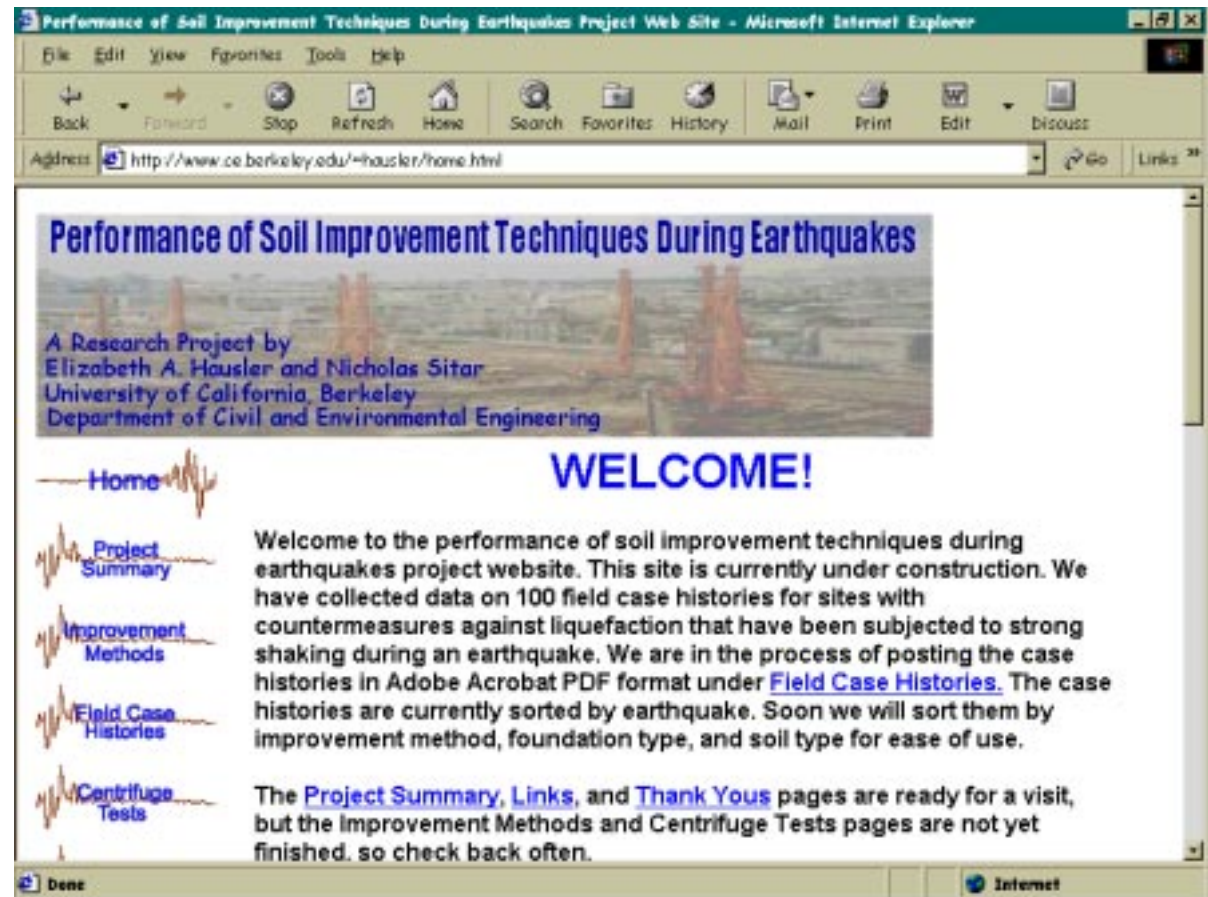 Performance of Soil Improvement Techniques During Earthquakes Project Web Site - Microsoft Internet Explorer
File Edit View Favorites Tools Help
Back Forward Stop Refresh Home Search Favorites History Mail Print Edit Discuss
Address http://www.ce.berkeley.edu/~hausler/home.html Go Links »
Performance of Soil Improvement Techniques During Earthquakes
A Research Project by
Elizabeth A. Hausler and Nicholas Sitar
University of California, Berkeley
Department of Civil and Environmental Engineering
Home
Project
Summary
Improvement
Methods
Field Case
Histories
Centrifuge
Tests
WELCOME!
Welcome to the performance of soil improvement techniques during
earthquakes project website. This site is currently under construction. We
have collected data on 100 field case histories for sites with
countermeasures against liquefaction that have been subjected to strong
shaking during an earthquake. We are in the process of posting the case
histories in Adobe Acrobat PDF format under Field Case Histories. The case
histories are currently sorted by earthquake. Soon we will sort them by
improvement method, foundation type, and soil type for ease of use.
The Project Summary, Links, and Thank Yous pages are ready for a visit,
but the Improvement Methods and Centrifuge Tests pages are not yet
finished, so check back often.
Done Internet